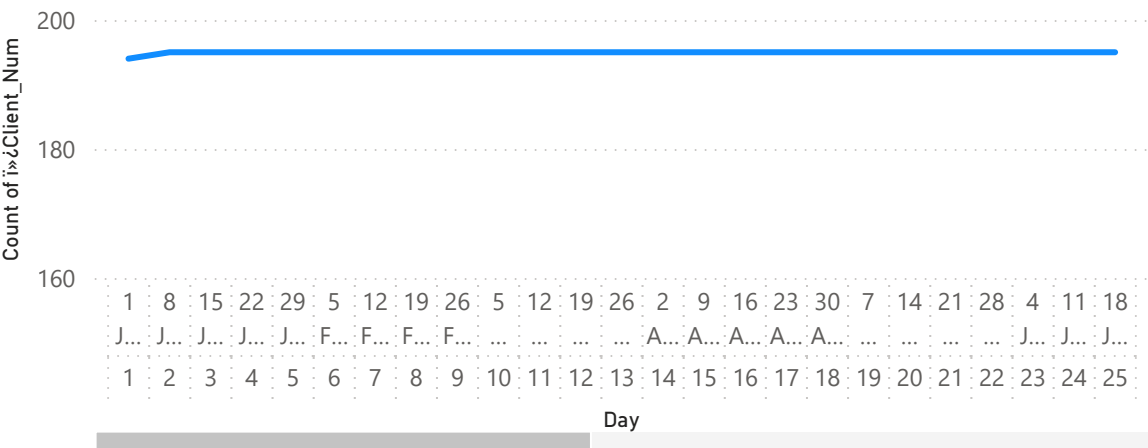 200
Count of ï»¿Client_Num
180
160
1 8 15 22 29 5 12 19 26 5 12 19 26 2 9 16 23 30 7 14 21 28 4 11 18
J... J... J... J... J... F... F... F... F... ... ... ... ... A... A... A... A... A... ... ... ... ... J... J... J...
1 2 3 4 5 6 7 8 9 10 11 12 13 14 15 16 17 18 19 20 21 22 23 24 25
Day